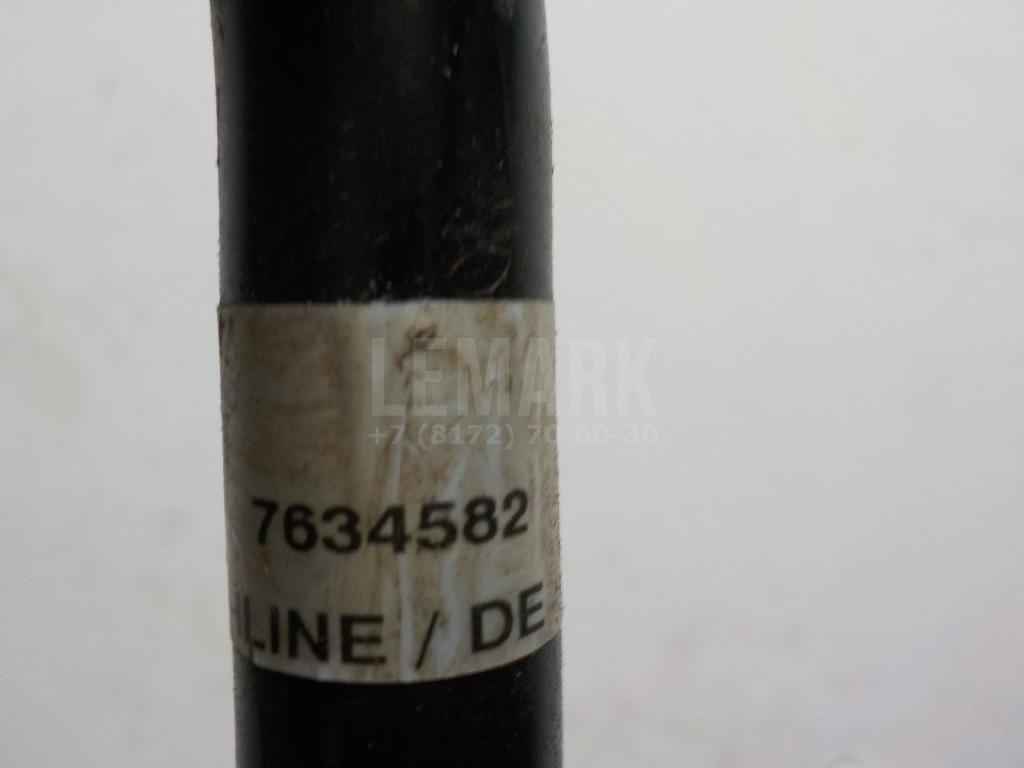 LEMARK
+7 (8172) 70-60-30
7634582
LINE / DE